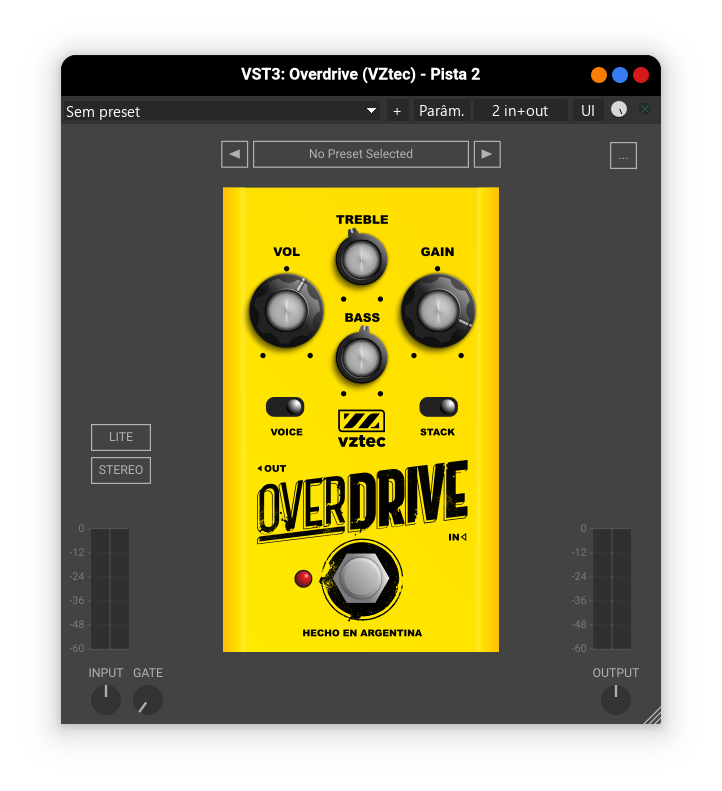 VST3: Overdrive (VZtec) - Pista 2
Sem preset
+
Parâm.
2 in+out
UI
No Preset Selected
...
TREBLE
VOL
GAIN
BASS
VOICE
vztec
STACK
LITE
STEREO
OUT
OVERDRIVE
IN
HECHO EN ARGENTINA
0
-12
-24
-36
-48
-60
0
-12
-24
-36
-48
-60
INPUT
GATE
OUTPUT